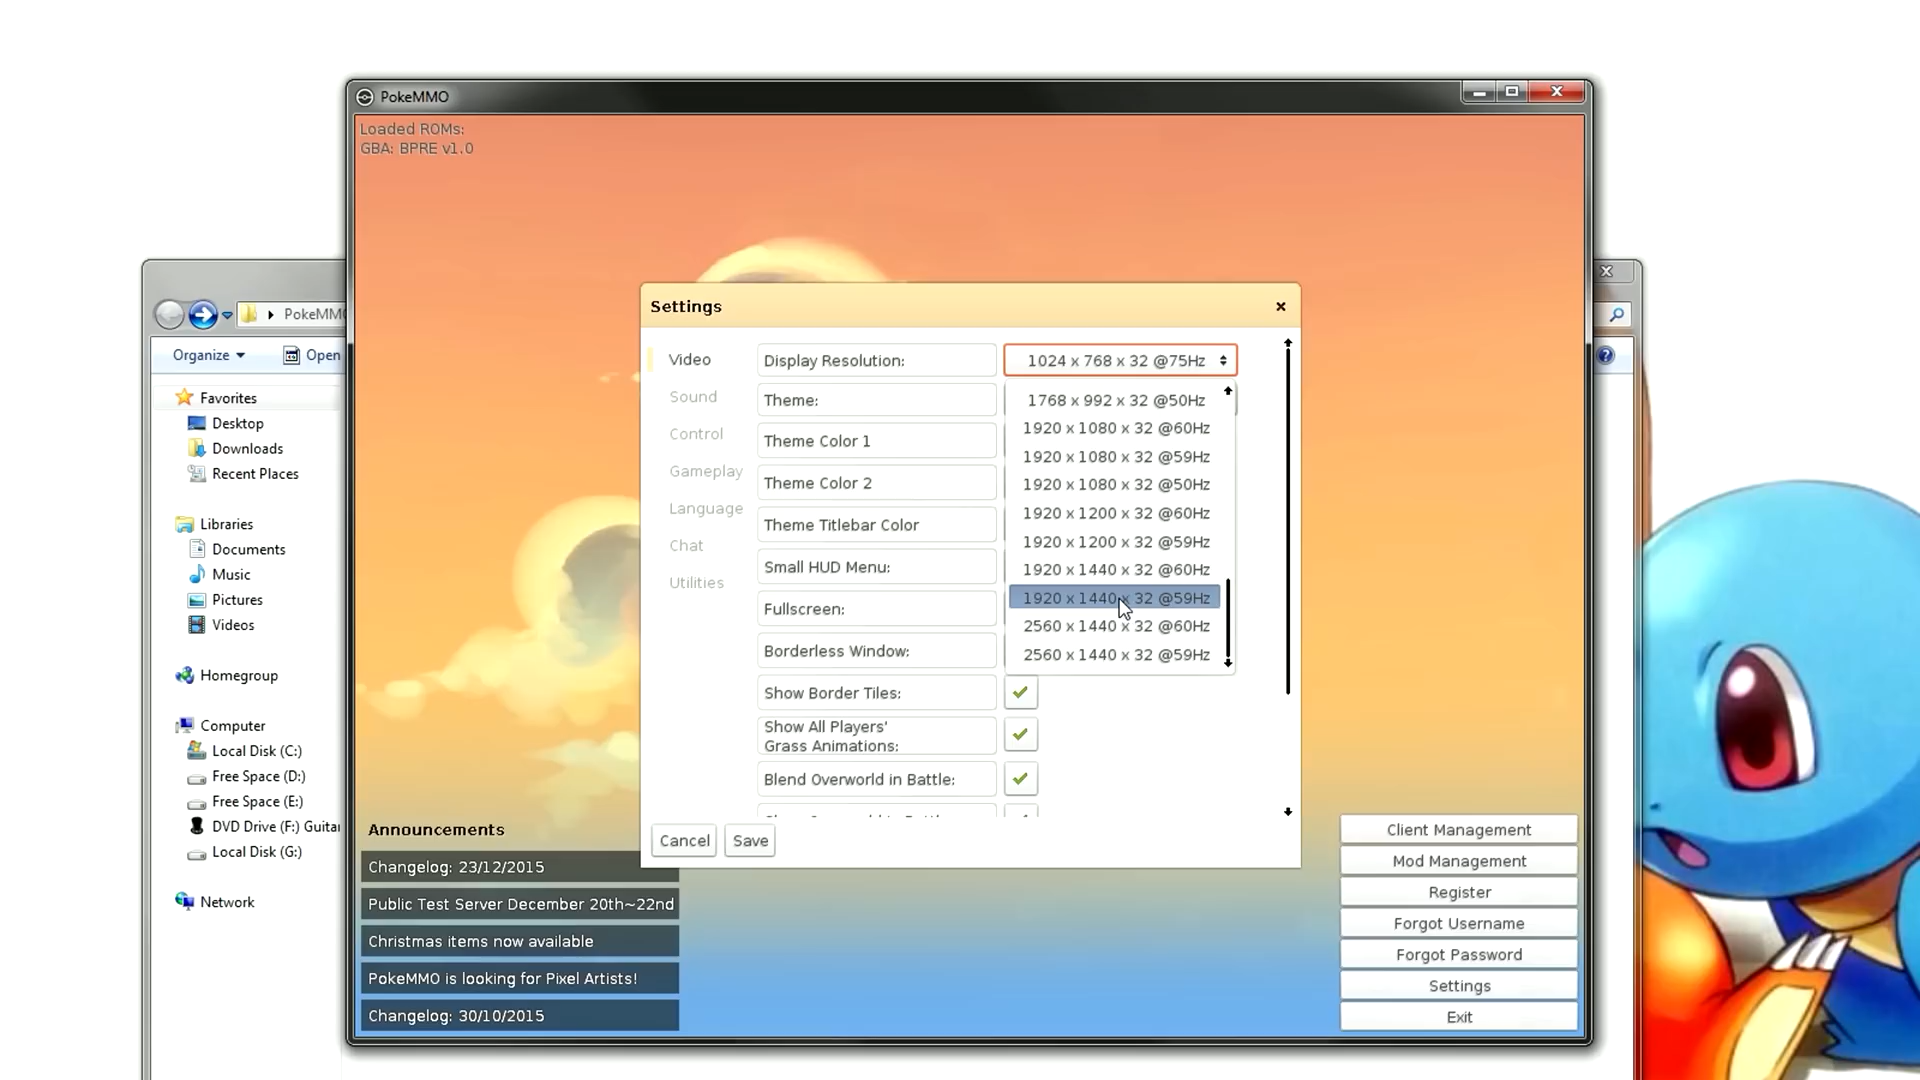 PokeMMO
Loaded ROMs:
GBA: BPRE v1.0
PokeMM
Organize
Open
Favorites
Desktop
Downloads
Recent Places
Libraries
Documents
Music
Pictures
Videos
Homegroup
Computer
Local Disk (C:)
Free Space (D:)
Free Space (E:)
DVD Drive (F:) Guitar
Local Disk (G:)
Network
Settings
Video
Sound
Control
Gameplay
Language
Chat
Utilities
Display Resolution:
Theme:
Theme Color 1
Theme Color 2
Theme Titlebar Color
Small HUD Menu:
Fullscreen:
Borderless Window:
Show Border Tiles:
Show All Players'
Grass Animations:
Blend Overworld in Battle:
1024 x 768 x 32 @75Hz
1768 x 992 x 32 @50Hz
1920 x 1080 x 32 @60Hz
1920 x 1080 x 32 @59Hz
1920 x 1080 x 32 @50Hz
1920 x 1200 x 32 @60Hz
1920 x 1200 x 32 @59Hz
1920 x 1440 x 32 @60Hz
1920 x 1440 x 32 @59Hz
2560 x 1440 x 32 @60Hz
2560 x 1440 x 32 @59Hz
Cancel
Save
Announcements
Changelog: 23/12/2015
Public Test Server December 20th~22nd
Christmas items now available
PokeMMO is looking for Pixel Artists!
Changelog: 30/10/2015
Client Management
Mod Management
Register
Forgot Username
Forgot Password
Settings
Exit